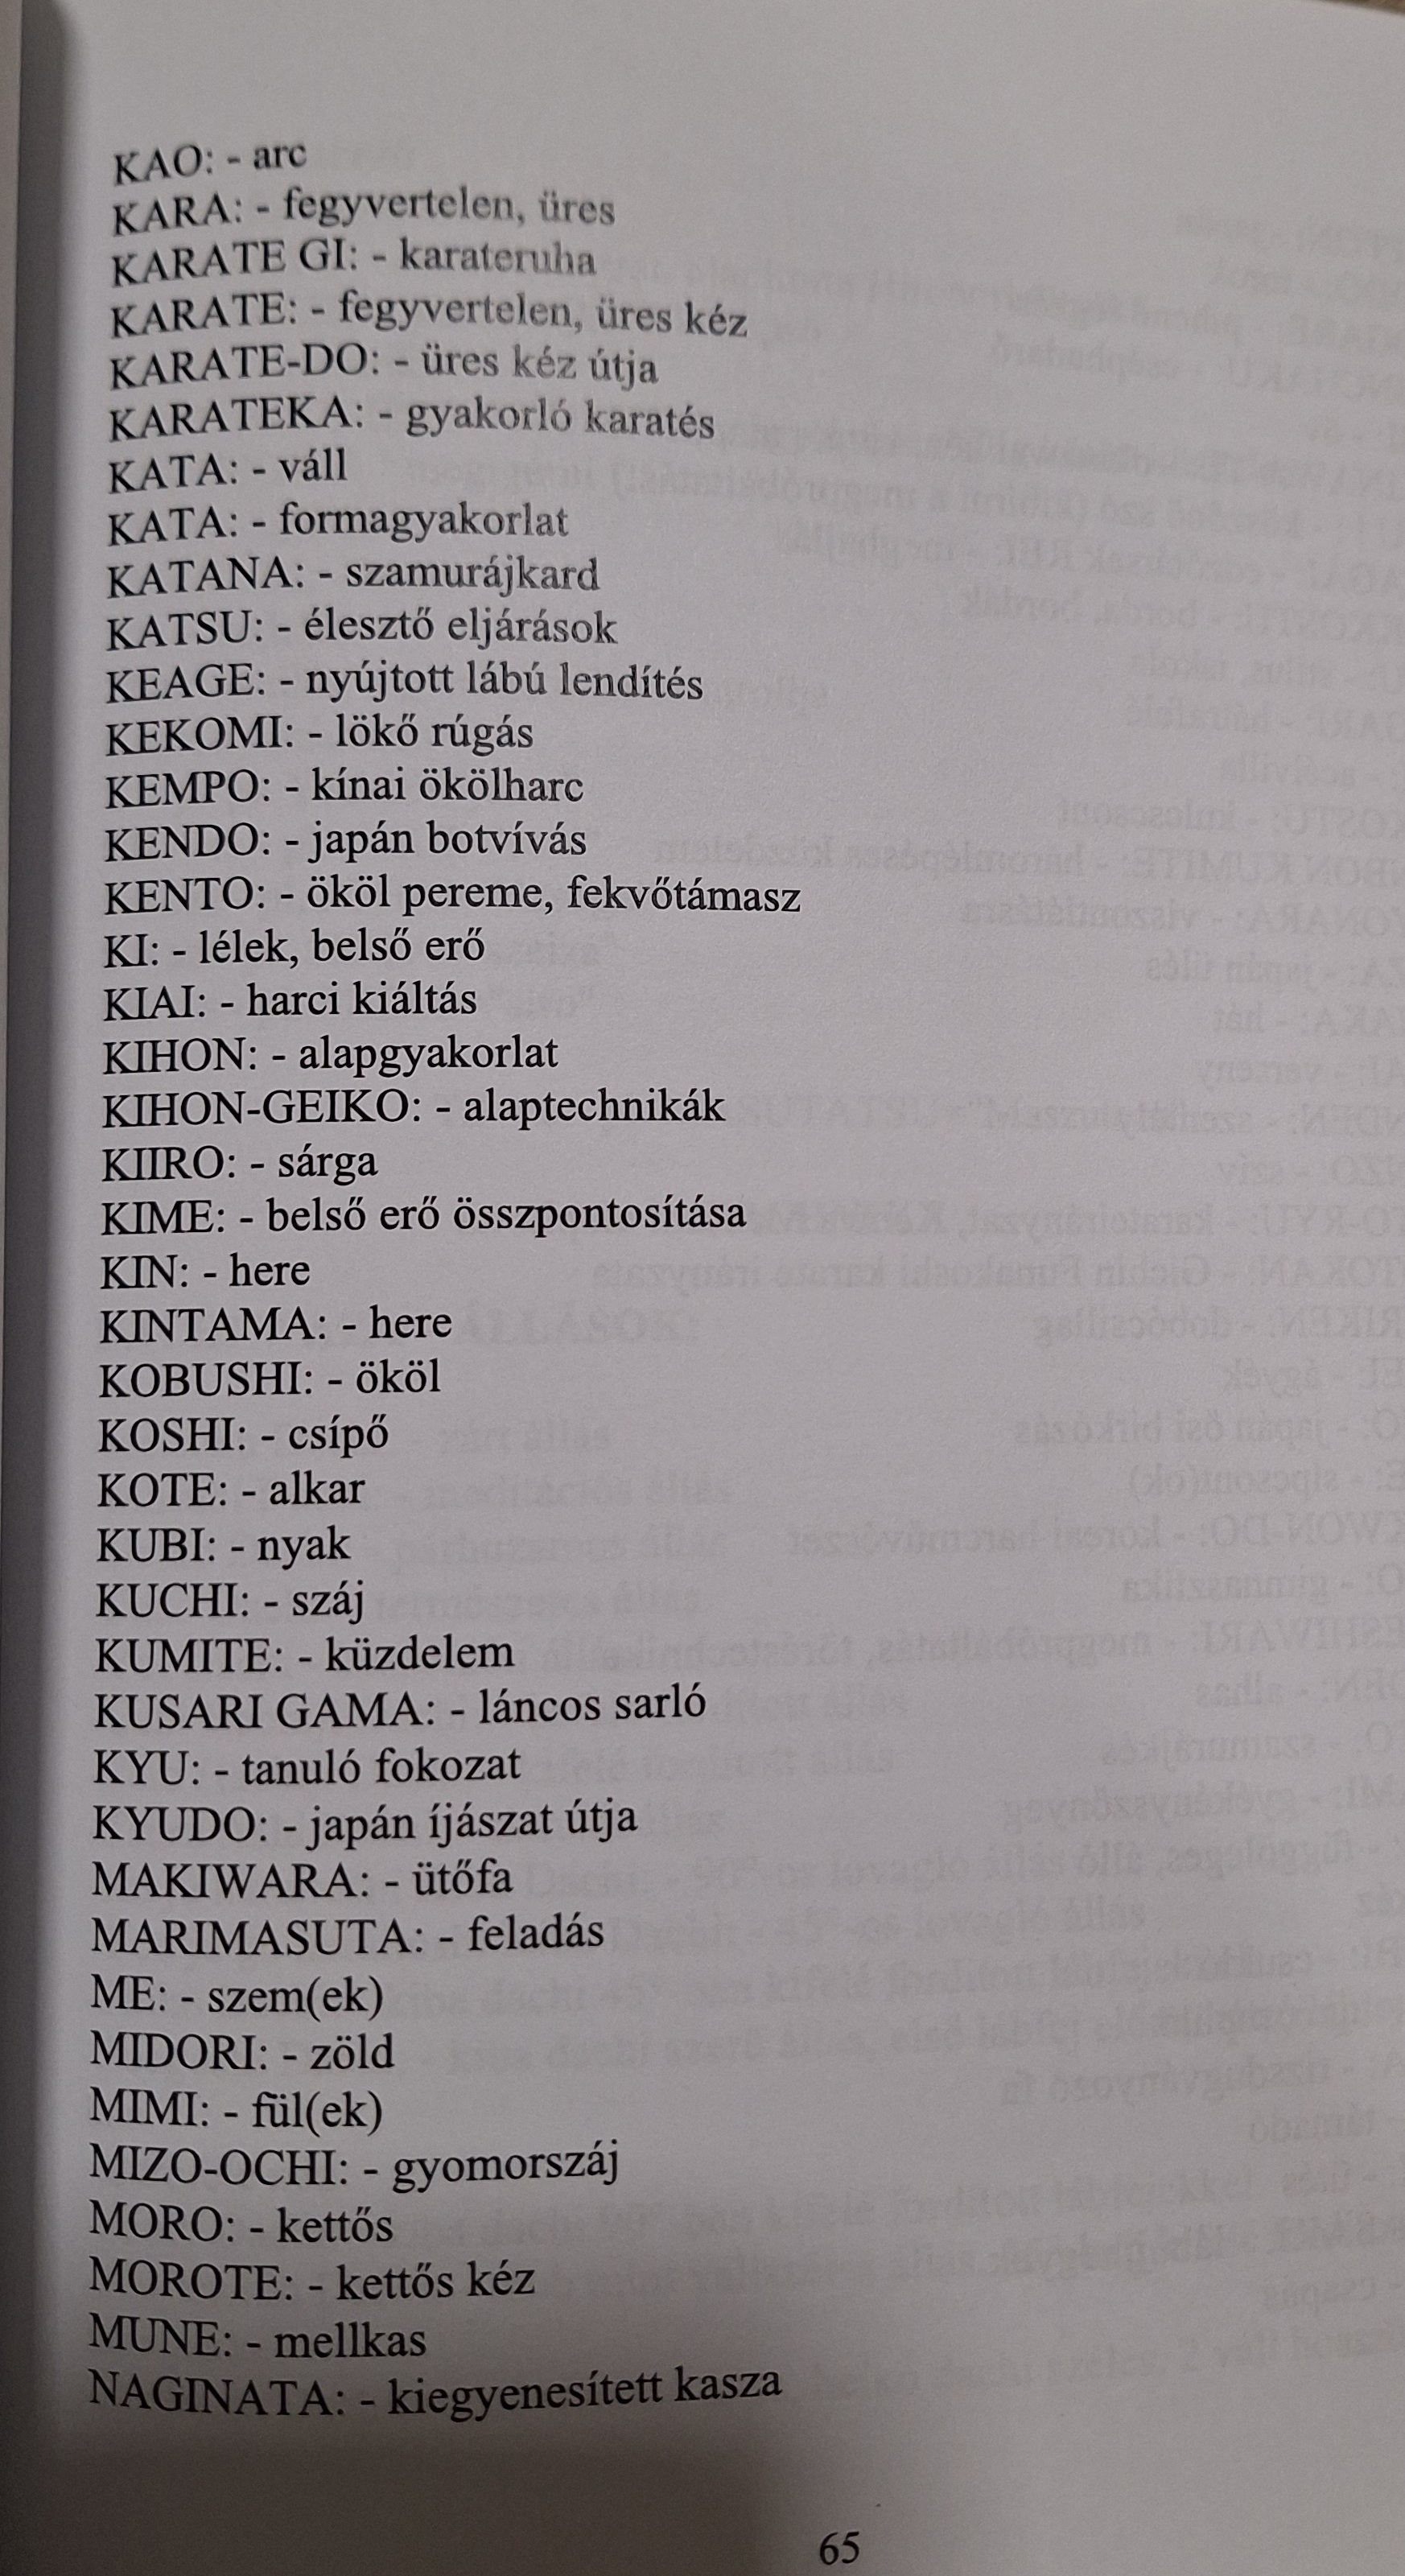 KAO: - arc
KARA: - fegyvertelen, üres
KARATE GI: - karateruha
KARATE: - fegyvertelen, üres kéz
KARATE-DO: - üres kéz útja
KARATEKA: - gyakorló karatés
KATA: - váll
KATA: - formagyakorlat
KATANA: - szamurájkard
KATSU: - élesztő eljárások
KEAGE: - nyújtott lábú lendítés
KEKOMI: - lökő rúgás
KEMPO: - kínai ökölharc
KENDO: - japán botvívás
KENTO: - ököl pereme, fekvőtámasz
KI: - lélek, belső erő
KIAI: - harci kiáltás
KIHON: - alapgyakorlat
KIHON-GEIKO: - alaptechnikák
KIIRO: - sárga
KIME: - belső erő összpontosítása
KIN: - here
KINTAMA: - here
KOBUSHI: - ököl
KOSHI: - csípő
KOTE: - alkar
KUBI: - nyak
KUCHI: - száj
KUMITE: - küzdelem
KUSARI GAMA: - láncos sarló
KYU: - tanuló fokozat
KYUDO: - japán íjászat útja
MAKIWARA: - ütőfa
MARIMASUTA: - feladás
ME: - szem(ek)
MIDORI: - zöld
MIMI: - fül(ek)
MIZO-OCHI: - gyomorszáj
MORO: - kettős
MOROTE: - kettős kéz
MUNE: - mellkas
NAGINATA: - kiegyenesített kasza
65